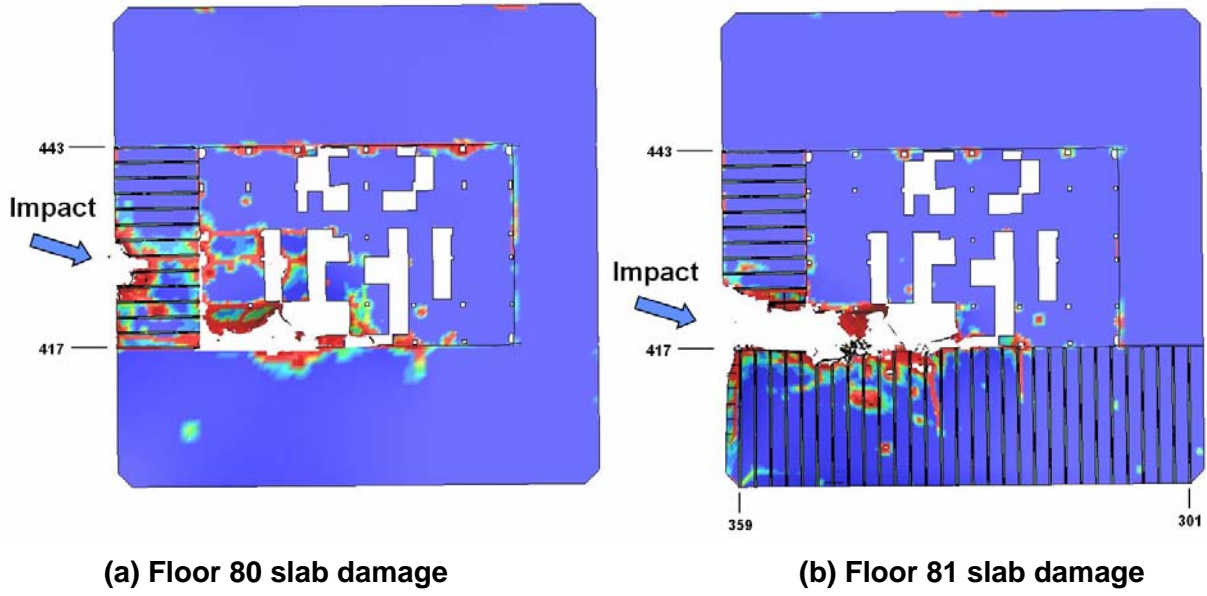 443
Impact
417
(a) Floor 80 slab damage
443
Impact
417
359
301
(b) Floor 81 slab damage